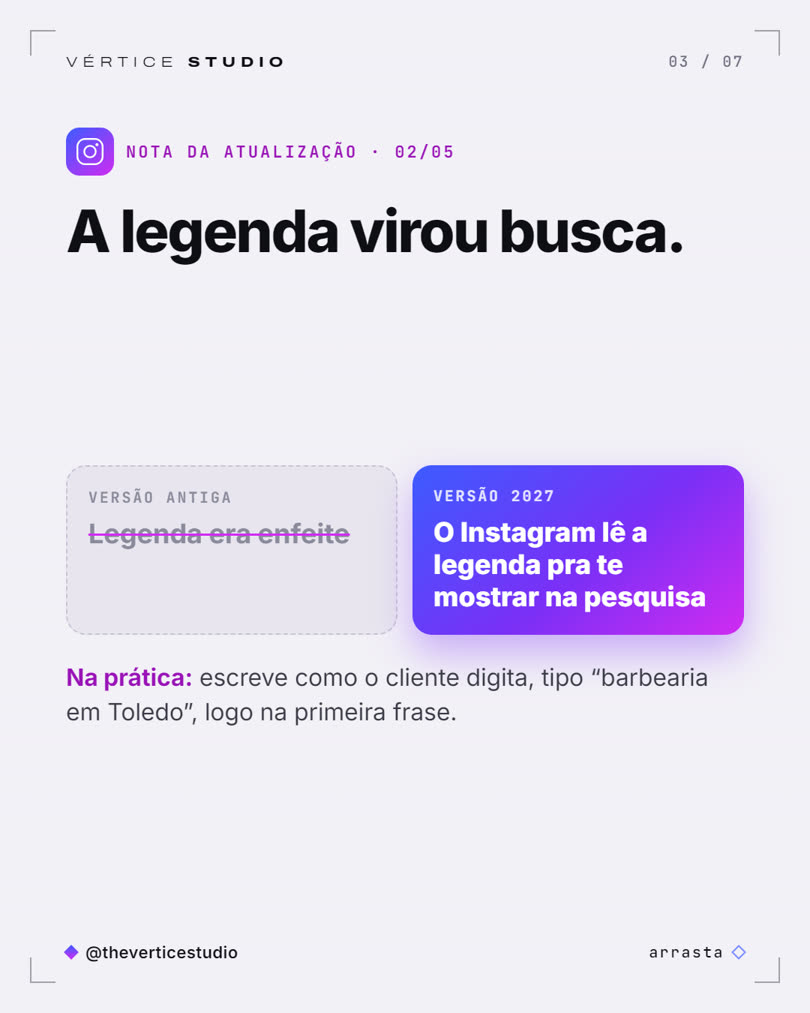 VÉRTICE STUDIO
03 / 07
NOTA DA ATUALIZAÇÃO · 02/05
A legenda virou busca.
VERSÃO ANTIGA
Legenda era enfeite
VERSÃO 2027
O Instagram lê a
legenda pra te
mostrar na pesquisa
Na prática: escreve como o cliente digita, tipo “barbearia
em Toledo”, logo na primeira frase.
@theverticestudio
arrasta